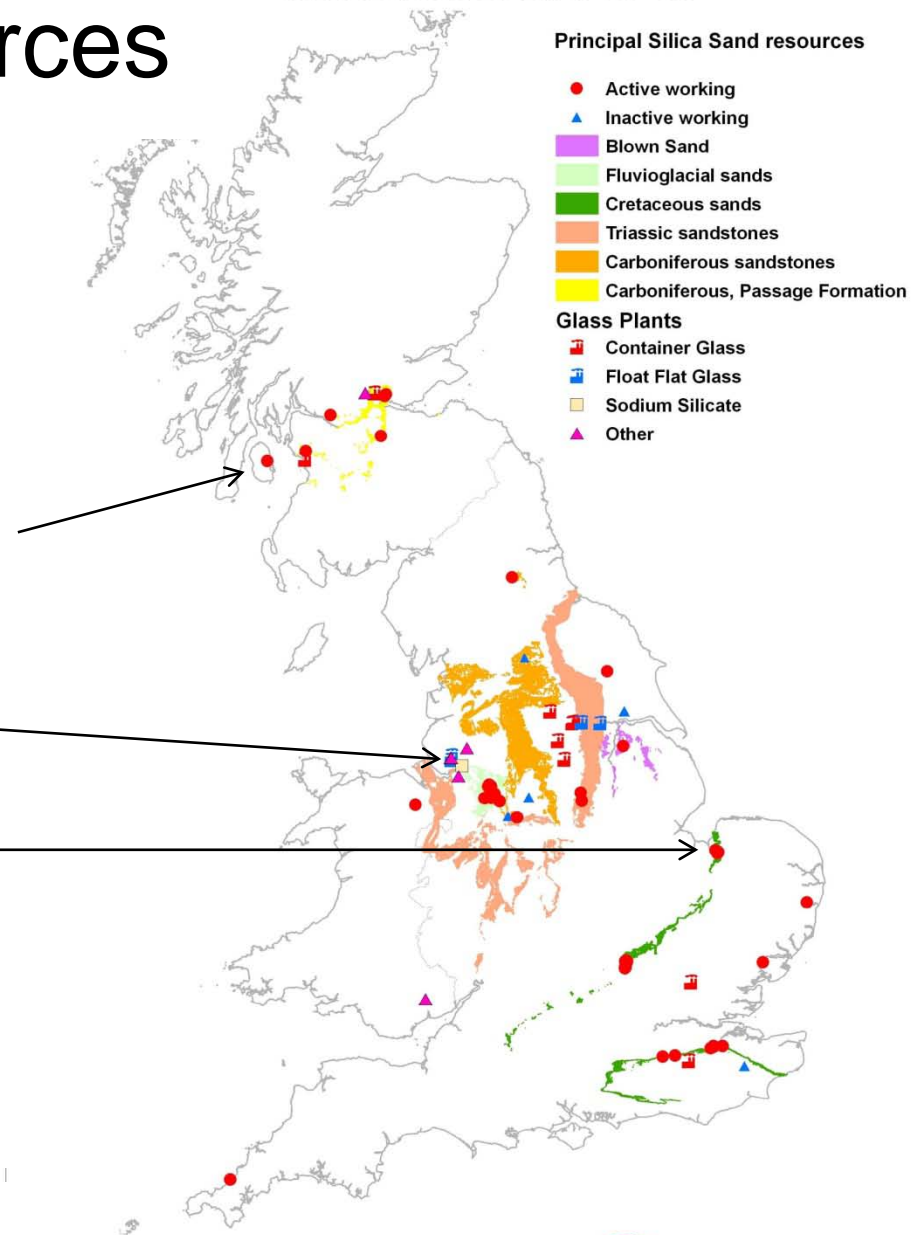 rces
Principal Silica Sand resources
Active working
Inactive working
Blown Sand
Fluvioglacial sands
Cretaceous sands
Triassic sandstones
Carboniferous sandstones
Carboniferous, Passage Formation
Glass Plants
Container Glass
Float Flat Glass
Sodium Silicate
Other